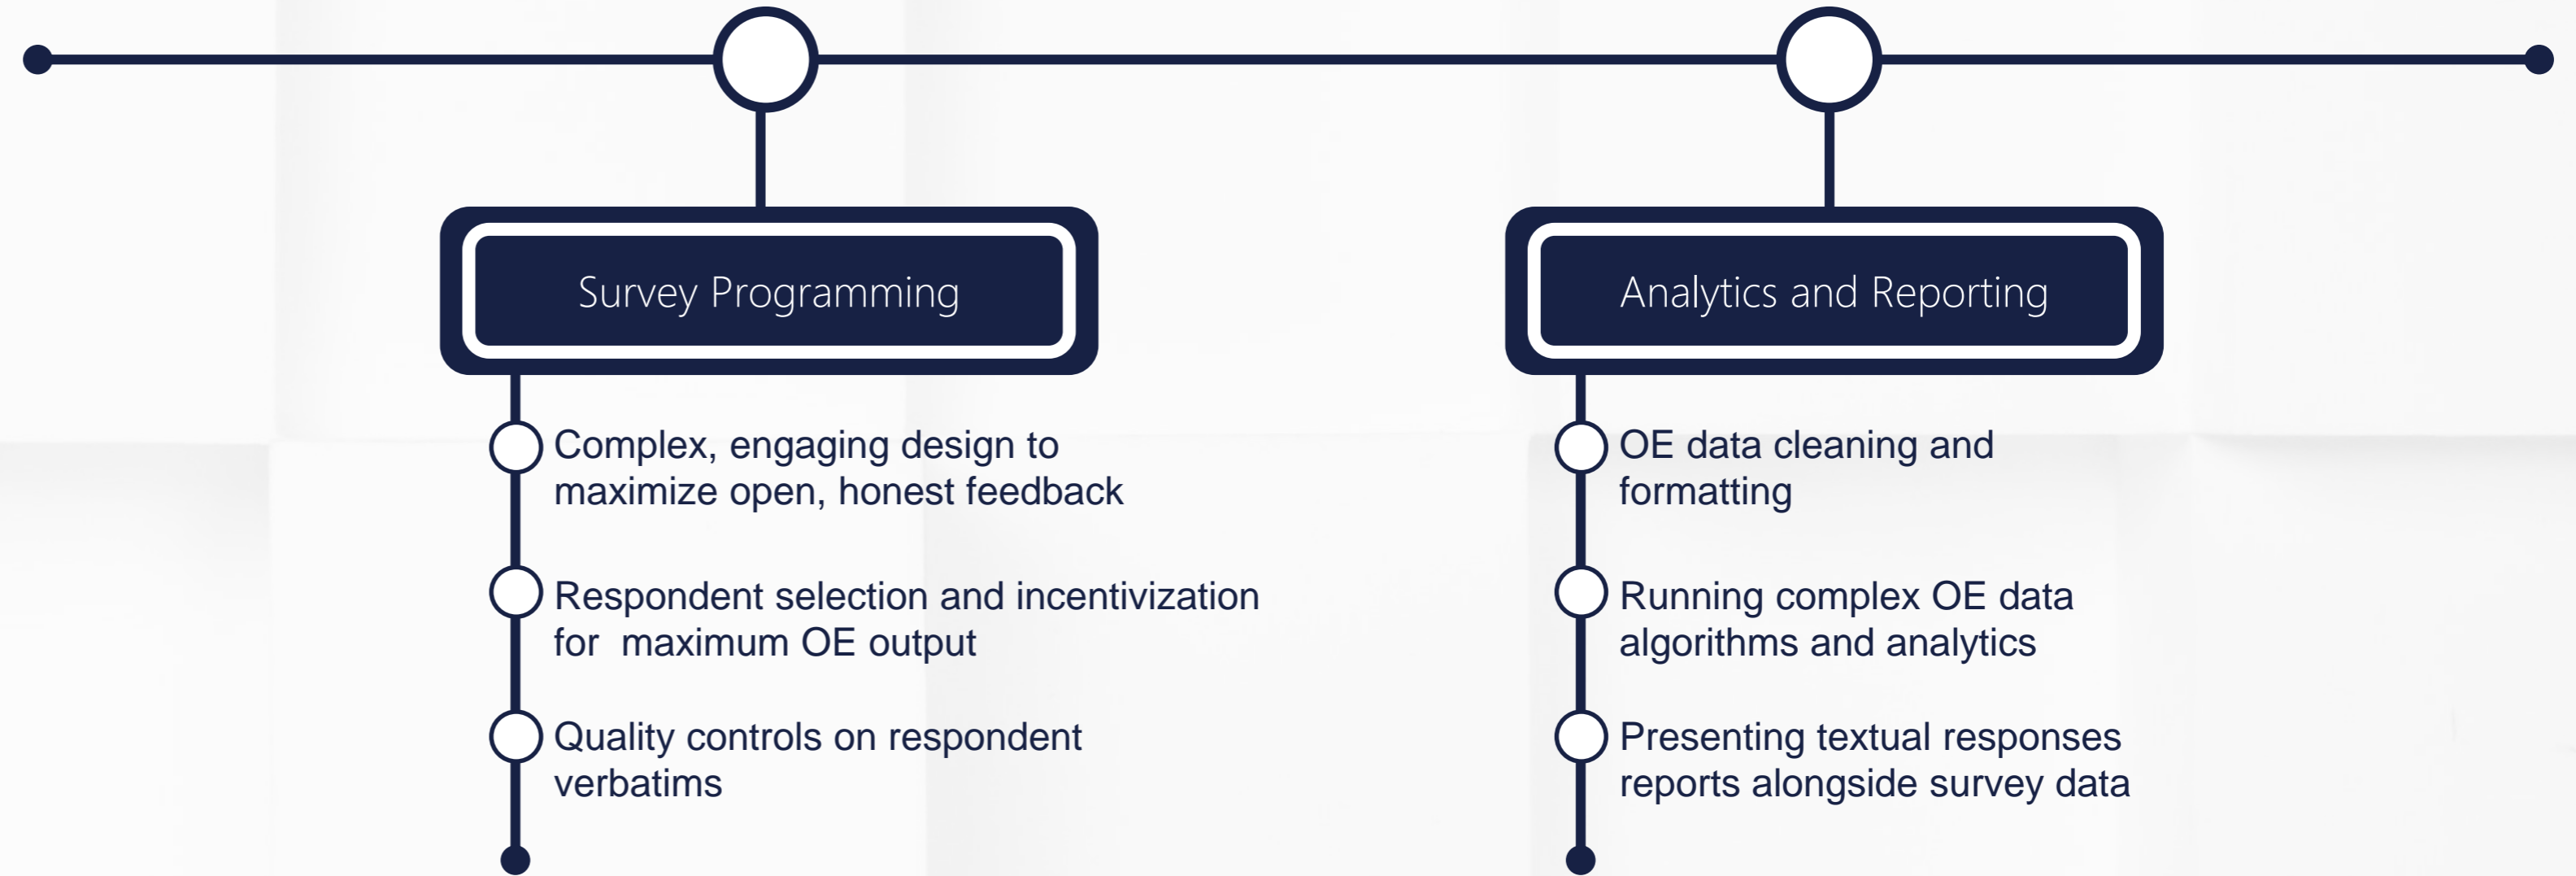 Survey Programming
Complex, engaging design to
maximize open, honest feedback
Respondent selection and incentivization
for  maximum OE output
Quality controls on respondent
verbatims
Analytics and Reporting
OE data cleaning and
formatting
Running complex OE data
algorithms and analytics
Presenting textual responses
reports alongside survey data